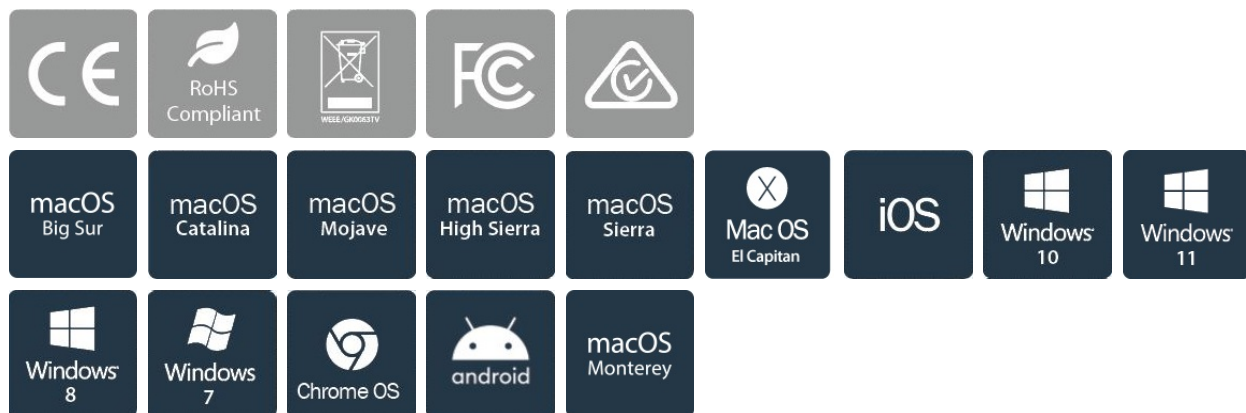 CE
RoHS
Compliant
WEEE/GK0063TV
FC
macOS
Big Sur
macOS
Catalina
macOS
Mojave
macOS
High Sierra
macOS
Sierra
X
Mac OS
El Capitan
iOS
Windows
10
Windows
11
Windows
8
Windows
7
Chrome OS
android
macOS
Monterey